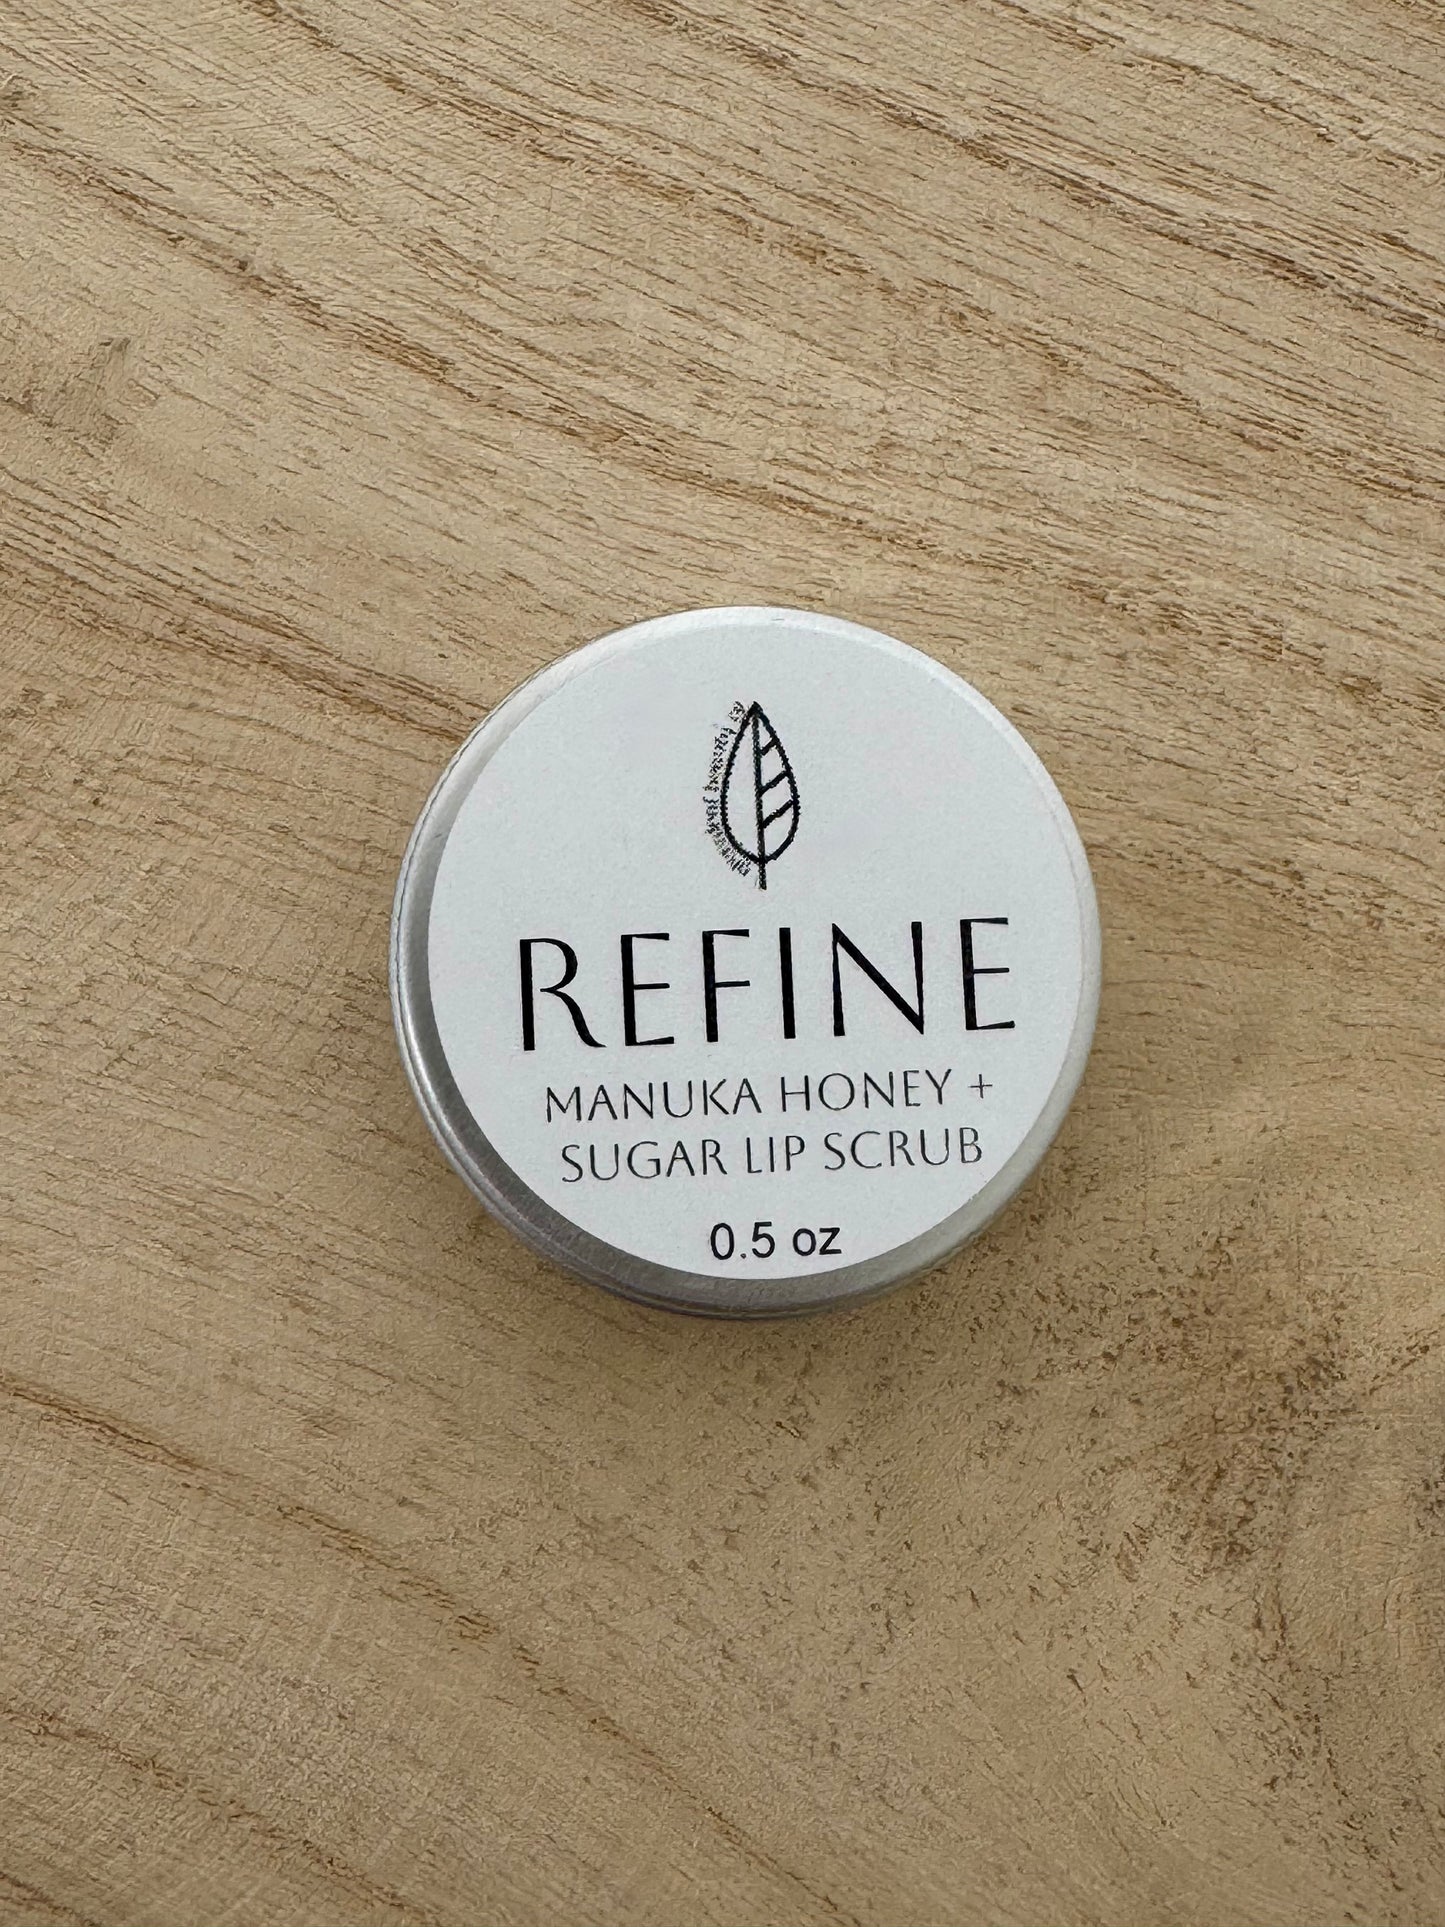 REFINE
MANUKA HONEY +
SUGAR LIP SCRUB
0.5 oz